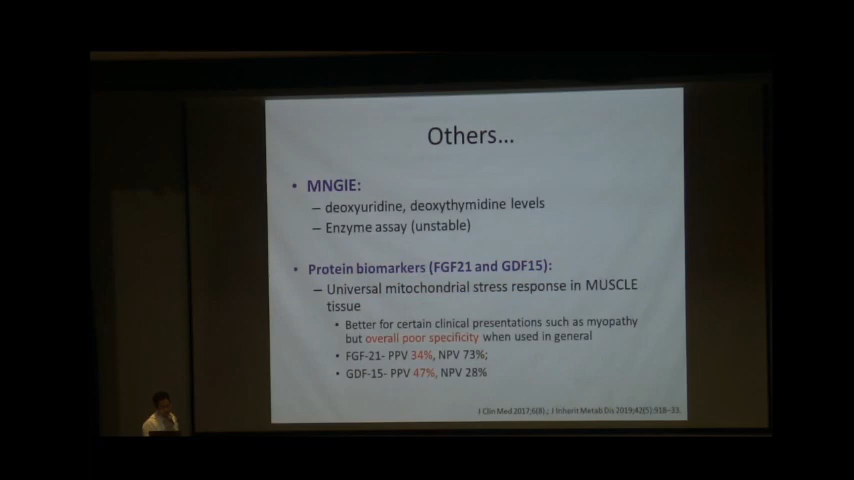 Others...
• MNGIE:
– deoxyuridine, deoxythymidine levels
– Enzyme assay (unstable)
• Protein biomarkers (FGF21 and GDF15):
– Universal mitochondrial stress response in MUSCLE
tissue
• Better for certain clinical presentations such as myopathy
but overall poor specificity when used in general
• FGF-21- PPV 34%, NPV 73%;
• GDF-15- PPV 47%, NPV 28%
J Clin Med 2017;6(8).; J Inherit Metab Dis 2019;42(5):918–33.